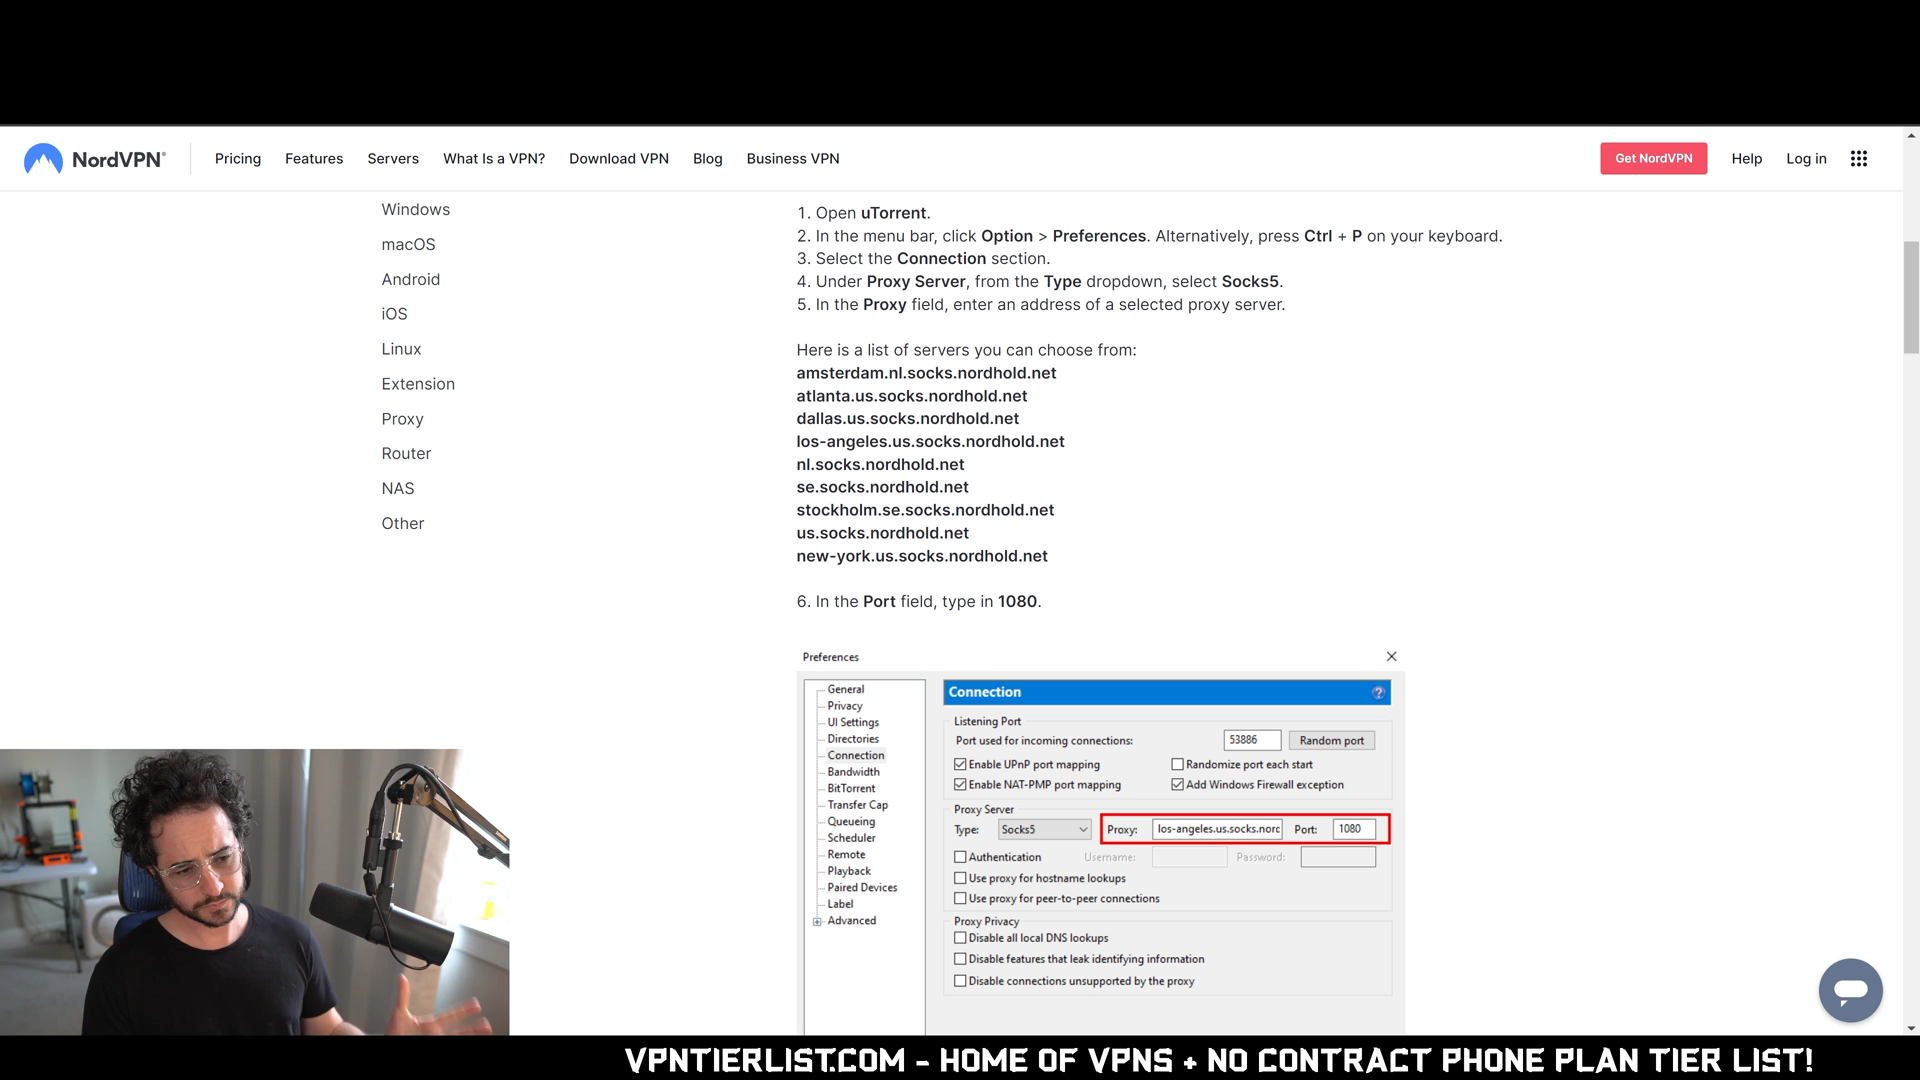 NordVPN®
Pricing
Features
Servers
What Is a VPN?
Download VPN
Blog
Business VPN
Get NordVPN
Help
Log in
Windows
macOS
Android
iOS
Linux
Extension
Proxy
Router
NAS
Other
1. Open uTorrent.
2. In the menu bar, click Option > Preferences. Alternatively, press Ctrl + P on your keyboard.
3. Select the Connection section.
4. Under Proxy Server, from the Type dropdown, select Socks5.
5. In the Proxy field, enter an address of a selected proxy server.
Here is a list of servers you can choose from:
amsterdam.nl.socks.nordhold.net
atlanta.us.socks.nordhold.net
dallas.us.socks.nordhold.net
los-angeles.us.socks.nordhold.net
nl.socks.nordhold.net
se.socks.nordhold.net
stockholm.se.socks.nordhold.net
us.socks.nordhold.net
new-york.us.socks.nordhold.net
6. In the Port field, type in 1080.
Preferences
General
Privacy
UI Settings
Directories
Connection
Bandwidth
BitTorrent
Transfer Cap
Queueing
Scheduler
Remote
Playback
Paired Devices
Label
Advanced
Connection
?
Listening Port
Port used for incoming connections: 53886 Random port
Enable UPnP port mapping Randomize port each start
Enable NAT-PMP port mapping Add Windows Firewall exception
Proxy Server
Type: Socks5 Proxy: los-angeles.us.socks.norc Port: 1080
Authentication Username: Password:
Use proxy for hostname lookups
Use proxy for peer-to-peer connections
Proxy Privacy
Disable all local DNS lookups
Disable features that leak identifying information
Disable connections unsupported by the proxy
VPNTIERLIST.COM - HOME OF VPNS + NO CONTRACT PHONE PLAN TIER LIST!